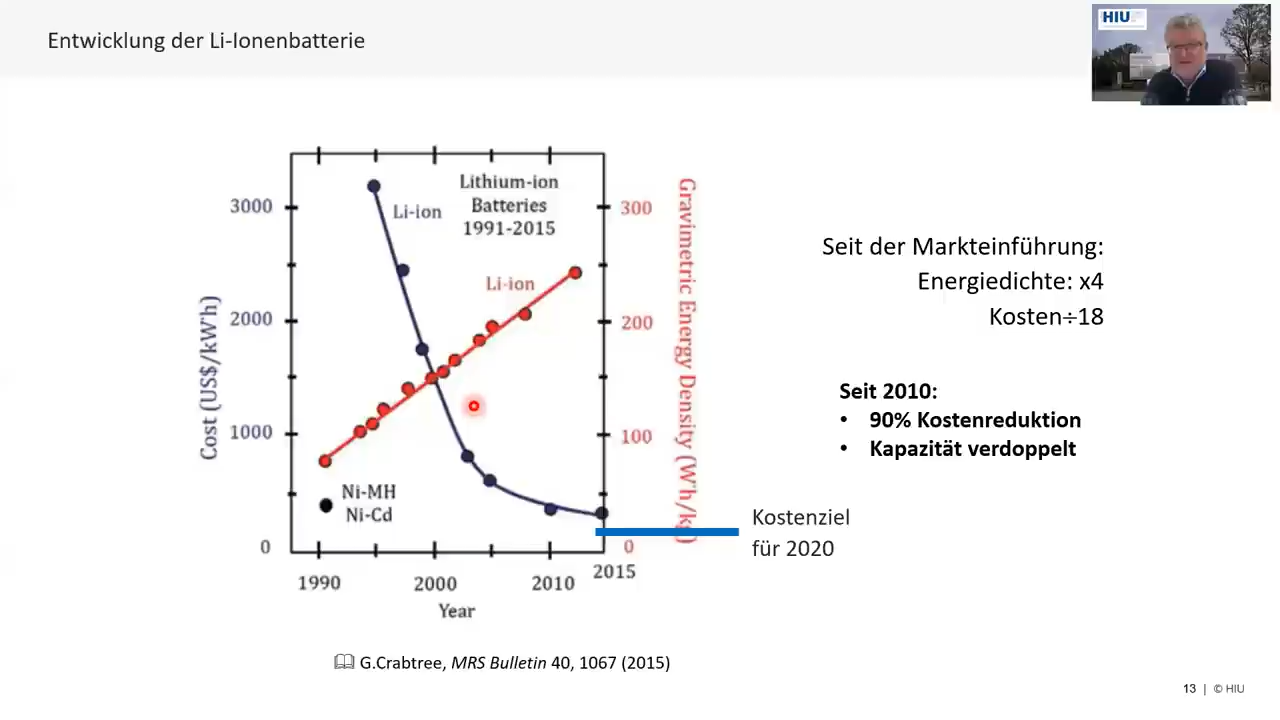 Entwicklung der Li-Ionenbatterie
HIU
Lithium-ion
Batteries
1991-2015
Li-ion
Li-ion
Ni-MH
Ni-Cd
Cost (US$/kWh)
3000
2000
1000
0
300
200
100
0
Gravimetric Energy Density (Wh/kg)
1990
2000
2010
2015
Year
Seit der Markteinführung:
Energiedichte: x4
Kosten÷18
Seit 2010:
• 90% Kostenreduktion
• Kapazität verdoppelt
Kostenziel
für 2020
G.Crabtree, MRS Bulletin 40, 1067 (2015)
13 | © HIU